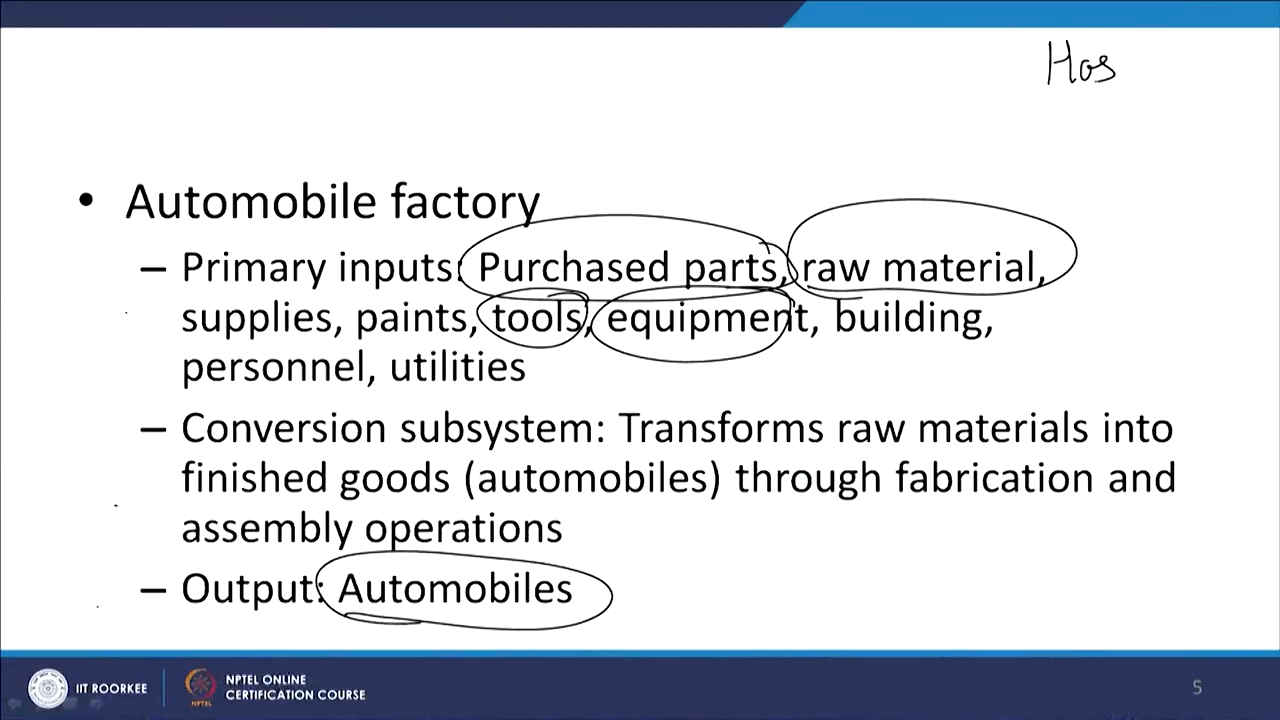 Hos
• Automobile factory
– Primary inputs: Purchased parts, raw material,
supplies, paints, tools, equipment, building,
personnel, utilities
– Conversion subsystem: Transforms raw materials into
finished goods (automobiles) through fabrication and
assembly operations
– Output: Automobiles
IIT ROORKEE
NPTEL
NPTEL ONLINE
CERTIFICATION COURSE
5